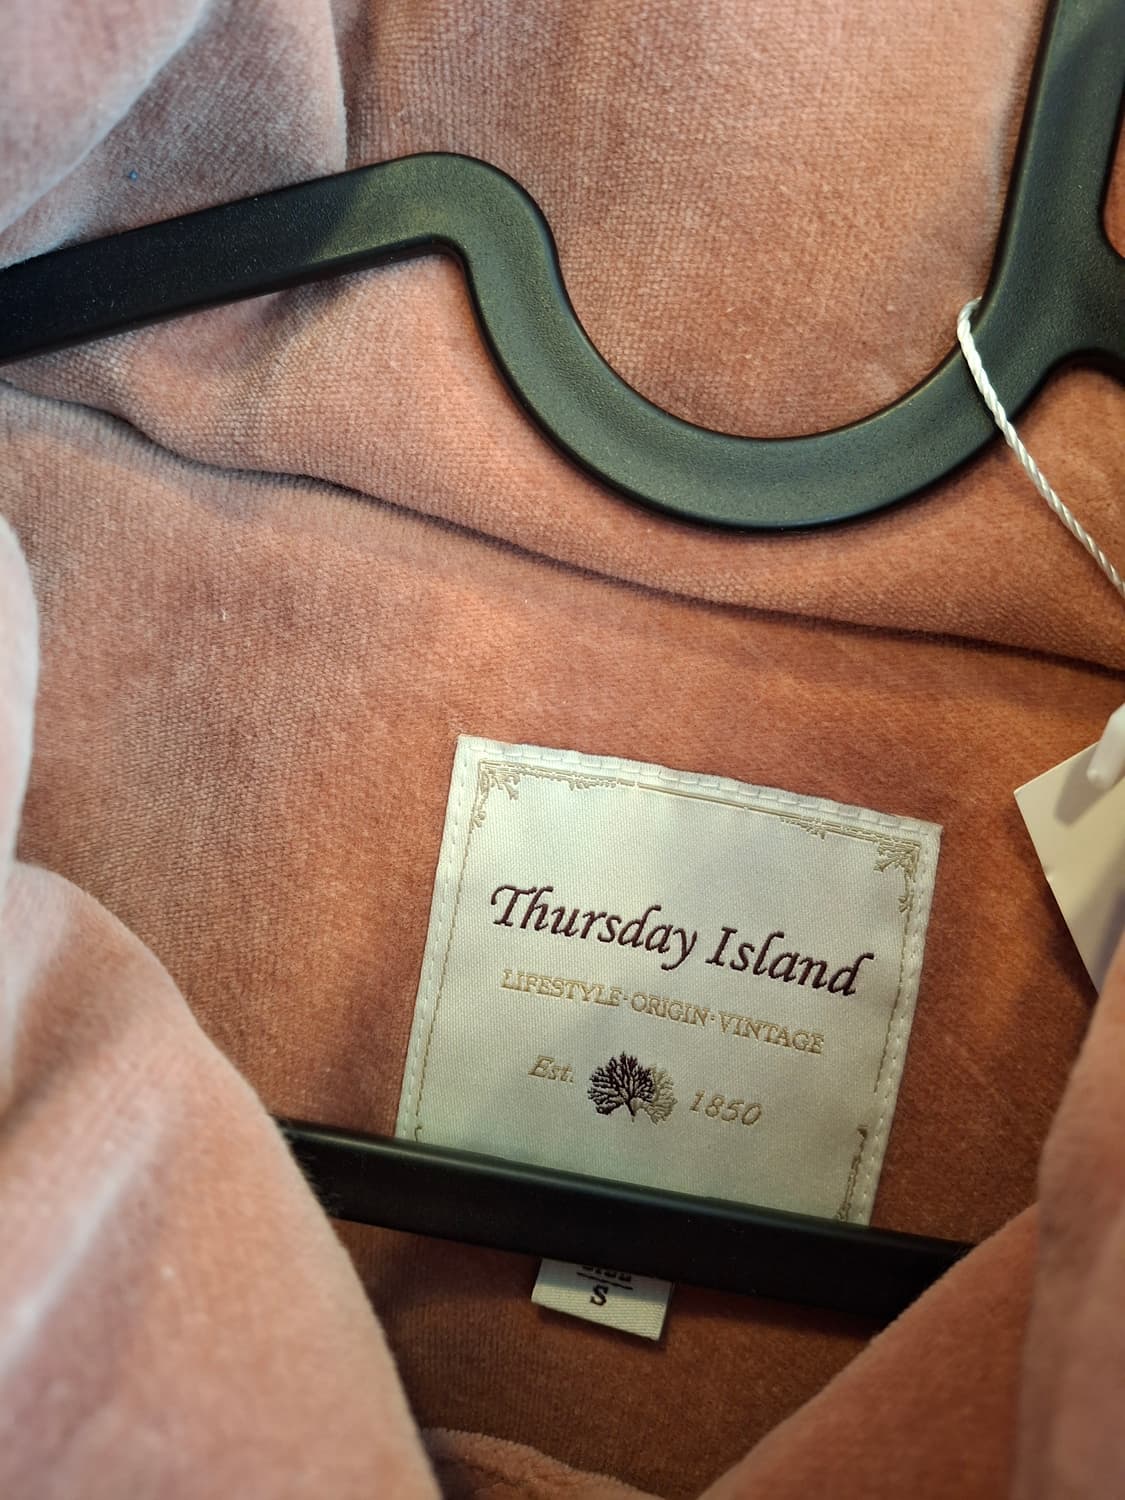 Thursday Island
LIFESTYLE·ORIGIN·VINTAGE
Est. 1850
S